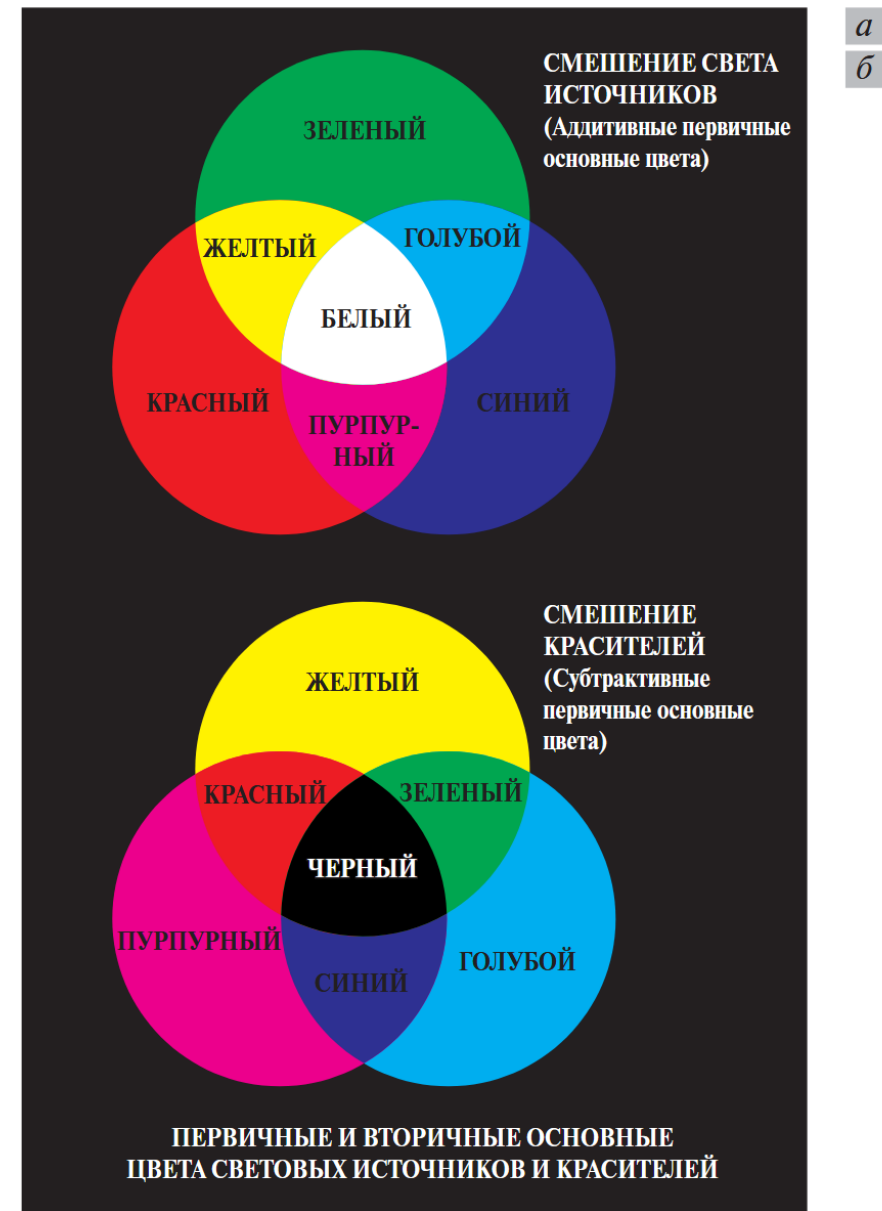 а
б
СМЕШЕНИЕ СВЕТА
ИСТОЧНИКОВ
(Аддитивные первичные
основные цвета)
ЗЕЛЕНЫЙ
ЖЕЛТЫЙ
ГОЛУБОЙ
БЕЛЫЙ
КРАСНЫЙ
ПУРПУР-
НЫЙ
СИНИЙ
СМЕШЕНИЕ
КРАСИТЕЛЕЙ
(Субтрактивные
первичные основные
цвета)
ЖЕЛТЫЙ
КРАСНЫЙ
ЗЕЛЕНЫЙ
ЧЕРНЫЙ
ПУРПУРНЫЙ
СИНИЙ
ГОЛУБОЙ
ПЕРВИЧНЫЕ И ВТОРИЧНЫЕ ОСНОВНЫЕ
ЦВЕТА СВЕТОВЫХ ИСТОЧНИКОВ И КРАСИТЕЛЕЙ